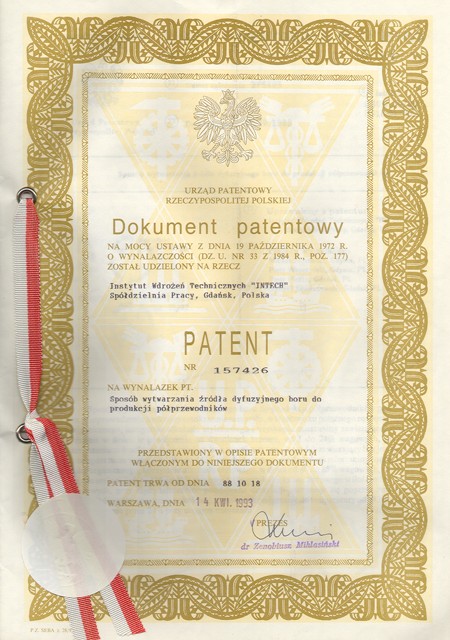 URZĄD PATENTOWY
RZECZYPOSPOLITEJ POLSKIEJ
Dokument patentowy
NA MOCY USTAWY Z DNIA 19 PAŹDZIERNIKA 1972 R.
O WYNALAZCZOŚCI (DZ. U. NR 33 Z 1984 R., POZ. 177)
ZOSTAŁ UDZIELONY NA RZECZ
Instytut Wdrożeń Technicznych "INTECH"
Spółdzielnia Pracy, Gdańsk, Polska
PATENT
NR 157426
NA WYNALAZEK PT.
Sposób wytwarzania źródła dyfuzyjnego boru do
produkcji półprzewodników
PRZEDSTAWIONY W OPISIE PATENTOWYM
WŁĄCZONYM DO NINIEJSZEGO DOKUMENTU
PATENT TRWA OD DNIA 88 10 18
WARSZAWA, DNIA 14 KWI. 1993
PREZES
dr Zenobiusz Miklasiński